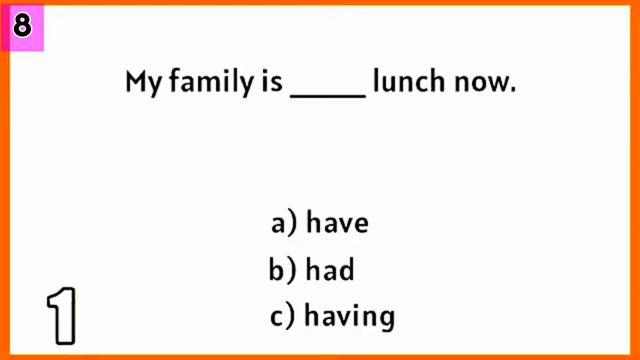 8
My family is _____ lunch now.
a) have
b) had
c) having
1